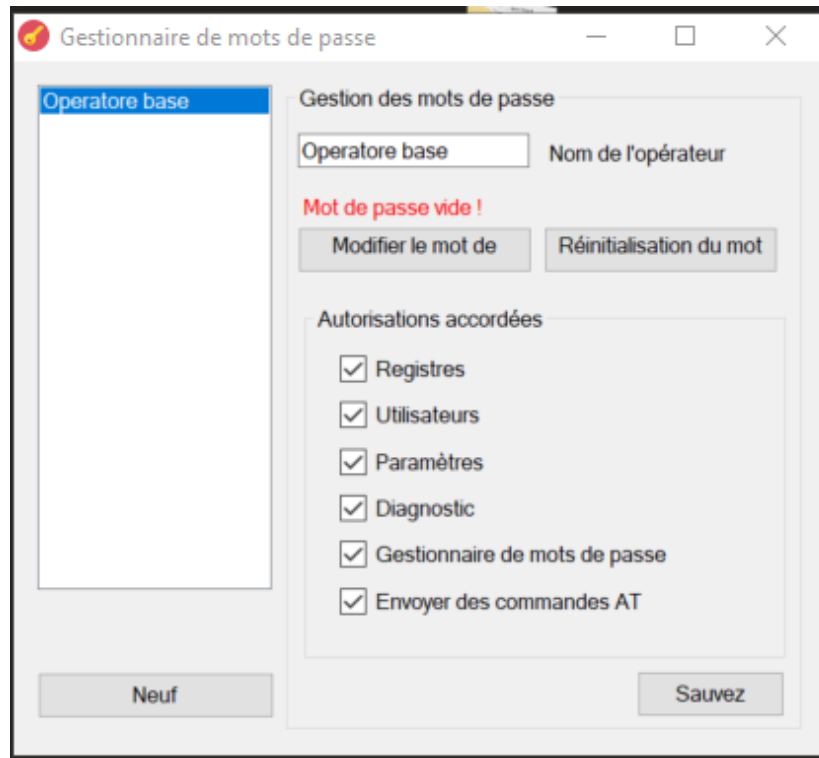 Gestionnaire de mots de passe
Operatore base
Gestion des mots de passe
Operatore base
Nom de l'opérateur
Mot de passe vide !
Modifier le mot de
Réinitialisation du mot
Autorisations accordées
Registres
Utilisateurs
Paramètres
Diagnostic
Gestionnaire de mots de passe
Envoyer des commandes AT
Neuf
Sauvez